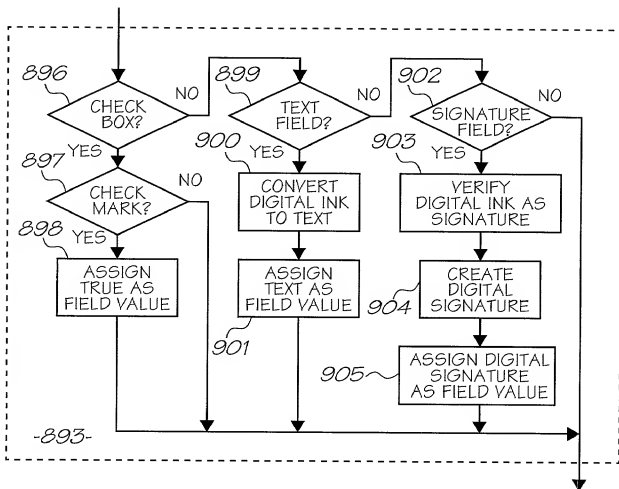 896
CHECK
BOX?
NO
YES
897
CHECK
MARK?
NO
YES
898
ASSIGN
TRUE AS
FIELD VALUE
899
TEXT
FIELD?
NO
YES
900
CONVERT
DIGITAL INK
TO TEXT
ASSIGN
TEXT AS
FIELD VALUE
901
902
SIGNATURE
FIELD?
NO
YES
903
VERIFY
DIGITAL INK AS
SIGNATURE
CREATE
DIGITAL
SIGNATURE
904
ASSIGN DIGITAL
SIGNATURE
AS FIELD VALUE
905
-893-